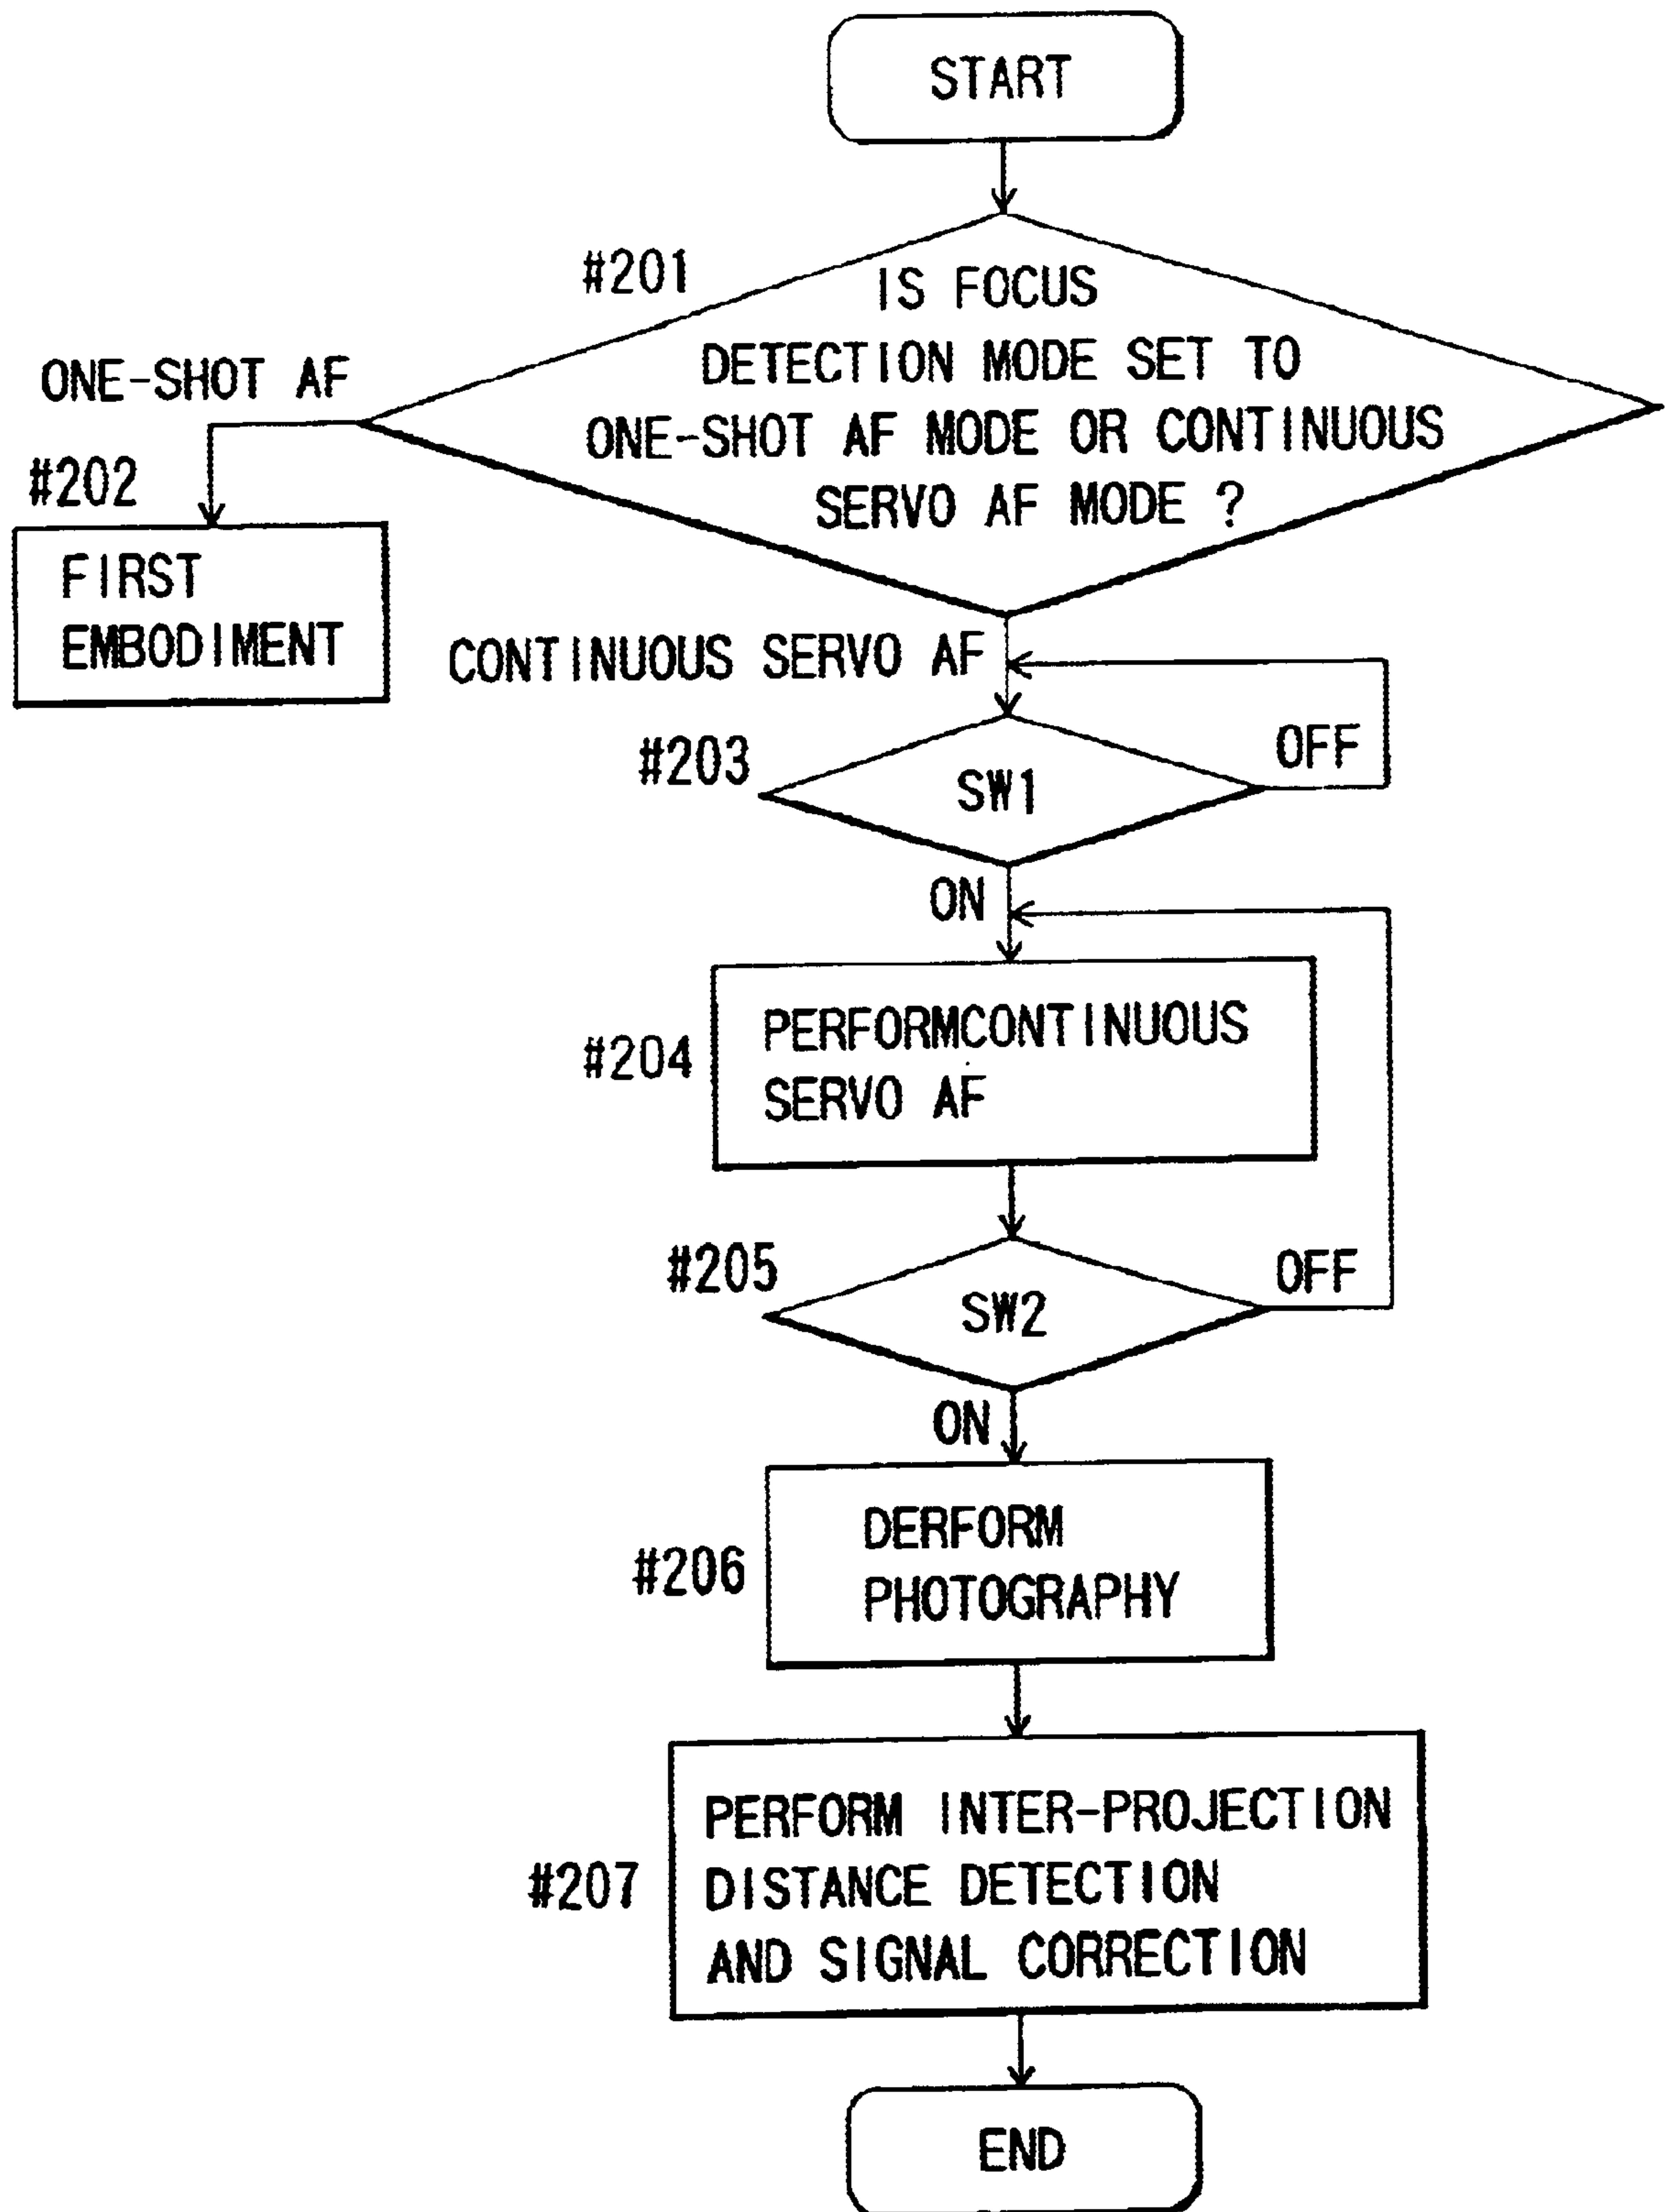 START
#201
IS FOCUS
DETECTION MODE SET TO
ONE-SHOT AF MODE OR CONTINUOUS
SERVO AF MODE ?
ONE-SHOT AF
#202
FIRST
EMBODIMENT
CONTINUOUS SERVO AF
#203
SW1
OFF
ON
#204
PERFORMCONTINUOUS
SERVO AF
#205
SW2
OFF
ON
#206
DERFORM
PHOTOGRAPHY
#207
PERFORM INTER-PROJECTION
DISTANCE DETECTION
AND SIGNAL CORRECTION
END